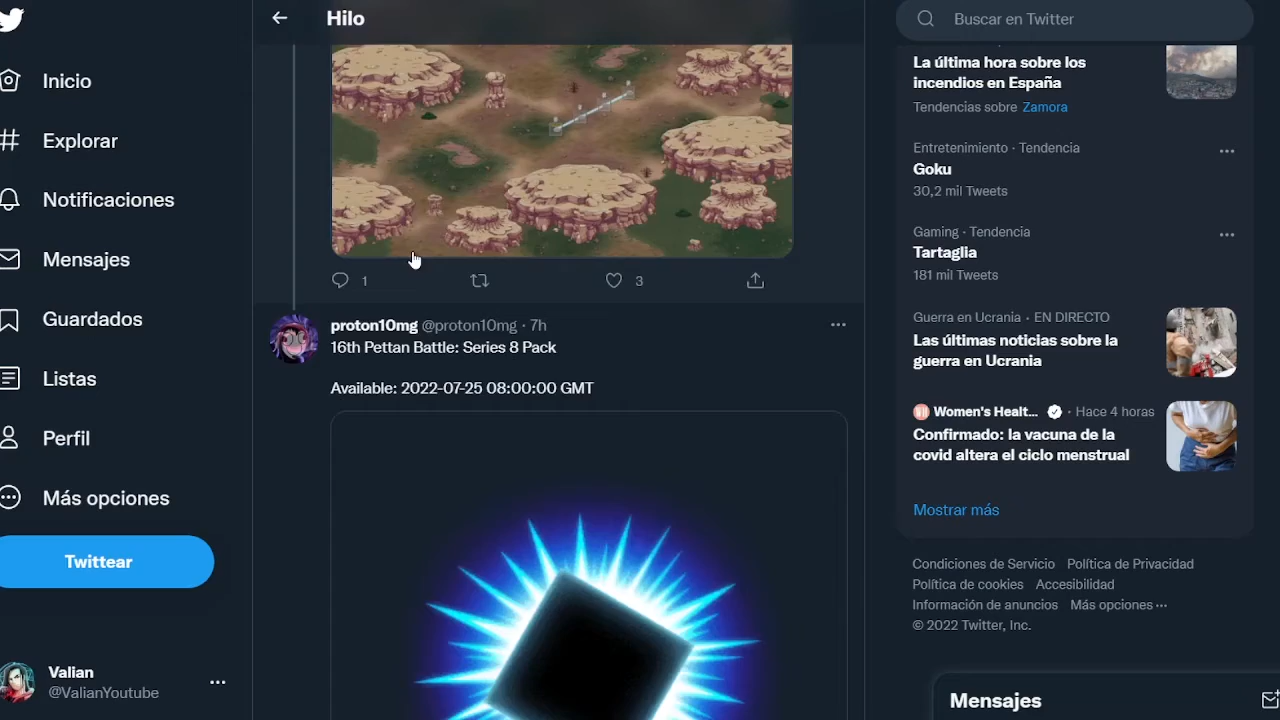 Inicio
Explorar
Notificaciones
Mensajes
Guardados
Listas
Perfil
Más opciones
Twittear
Valian
@ValianYoutube
Hilo
1
3
proton10mg @proton10mg · 7h
16th Pettan Battle: Series 8 Pack
Available: 2022-07-25 08:00:00 GMT
Buscar en Twitter
La última hora sobre los
incendios en España
Tendencias sobre Zamora
Entretenimiento · Tendencia
Goku
30,2 mil Tweets
Gaming · Tendencia
Tartaglia
181 mil Tweets
Guerra en Ucrania · EN DIRECTO
Las últimas noticias sobre la
guerra en Ucrania
Women's Healt... · Hace 4 horas
Confirmado: la vacuna de la
covid altera el ciclo menstrual
Mostrar más
Condiciones de Servicio Política de Privacidad
Política de cookies Accesibilidad
Información de anuncios Más opciones ···
© 2022 Twitter, Inc.
Mensajes